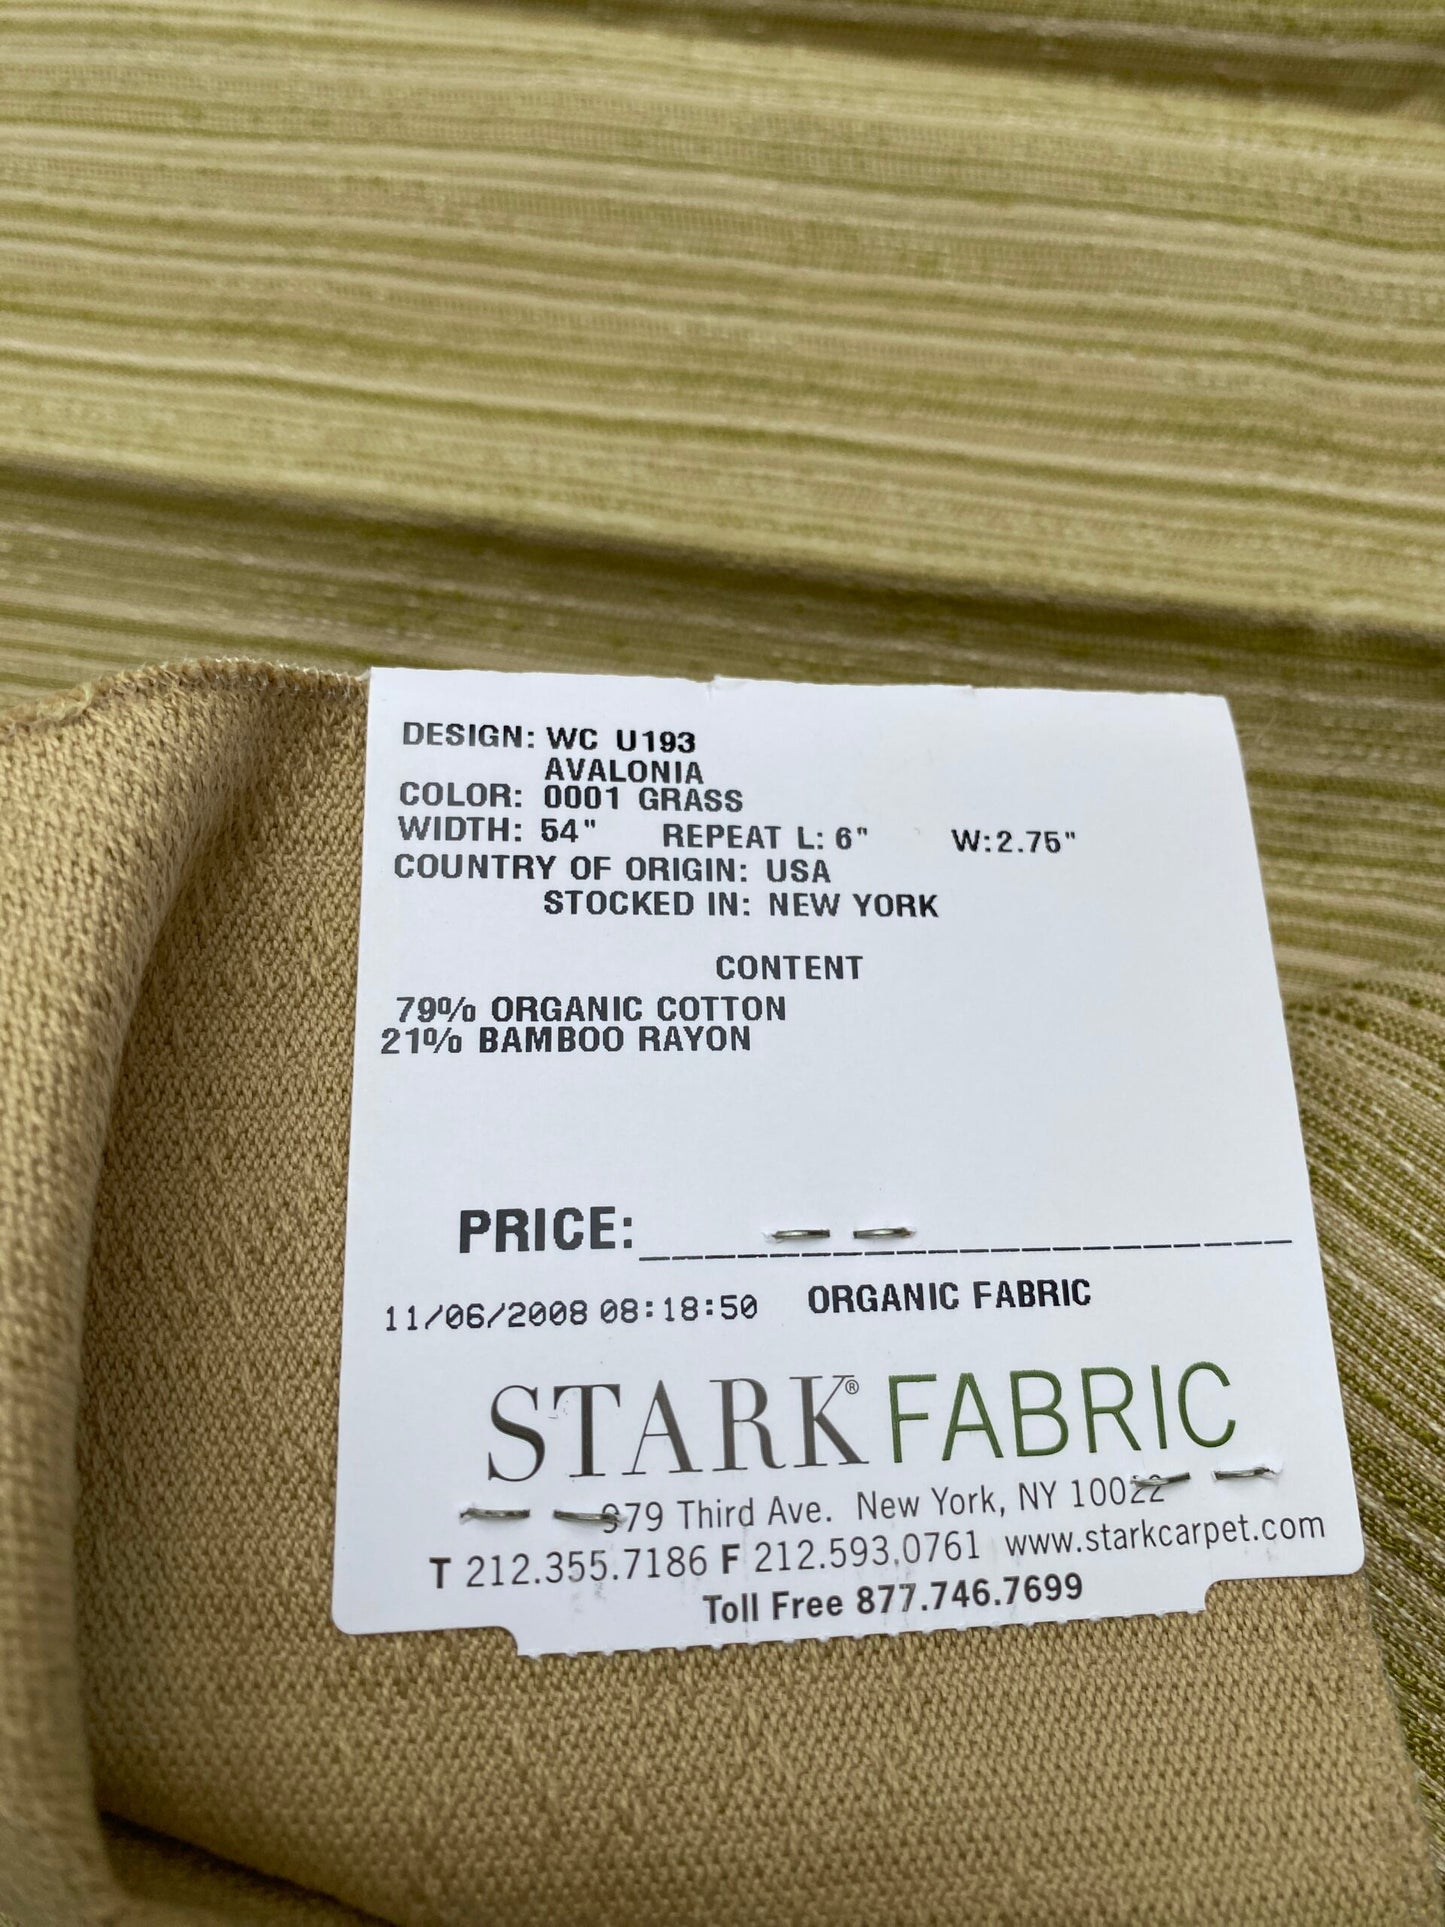 DESIGN: WC U193
AVALONIA
COLOR: 0001 GRASS
WIDTH: 54" REPEAT L: 6" W:2.75"
COUNTRY OF ORIGIN: USA
STOCKED IN: NEW YORK
CONTENT
79% ORGANIC COTTON
21% BAMBOO RAYON
PRICE:____________________
11/06/2008 08:18:50 ORGANIC FABRIC
STARK® FABRIC
979 Third Ave. New York, NY 10022
T 212.355.7186 F 212.593.0761 www.starkcarpet.com
Toll Free 877.746.7699